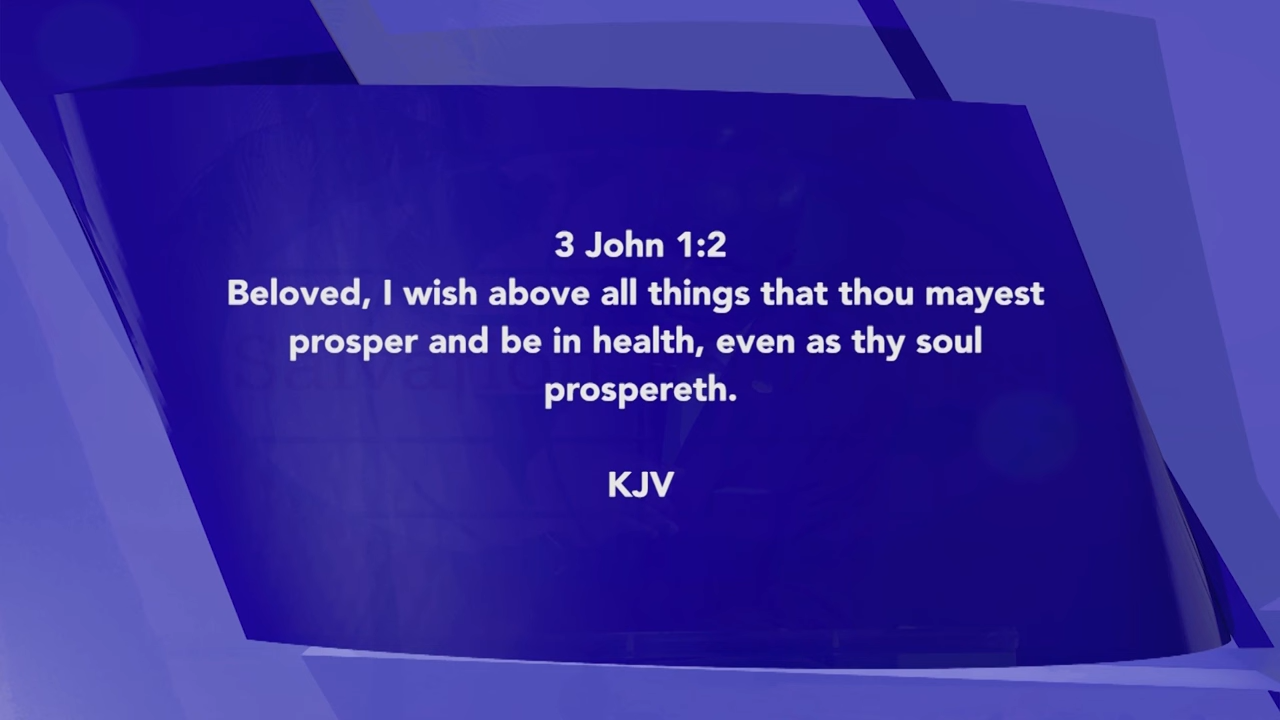 3 John 1:2
Beloved, I wish above all things that thou mayest
prosper and be in health, even as thy soul
prospereth.
KJV